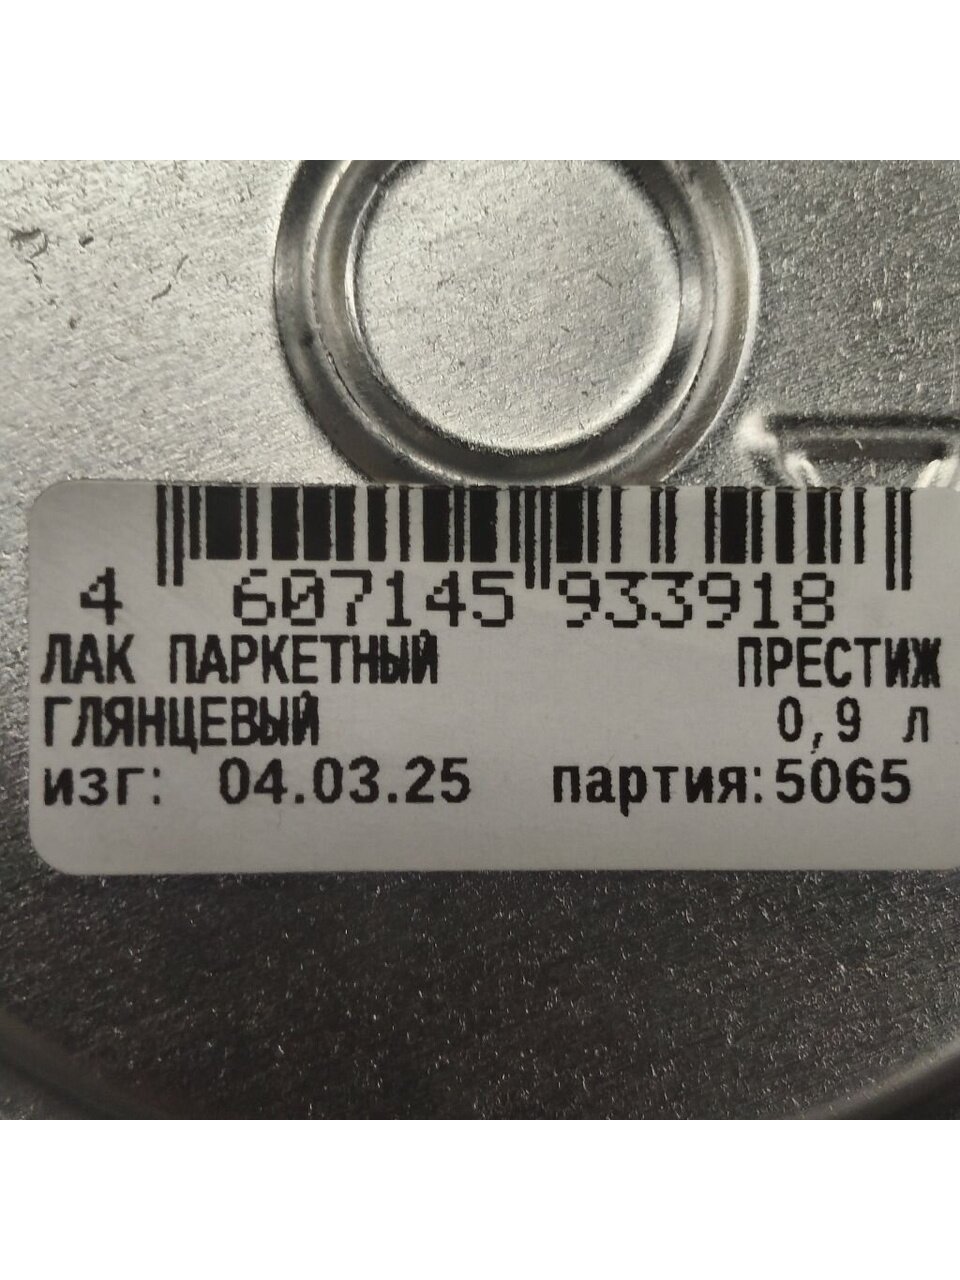 4 607145 933918
ЛАК ПАРКЕТНЫЙ ПРЕСТИЖ
ГЛЯНЦЕВЫЙ 0,9 л
изг: 04.03.25 партия:5065